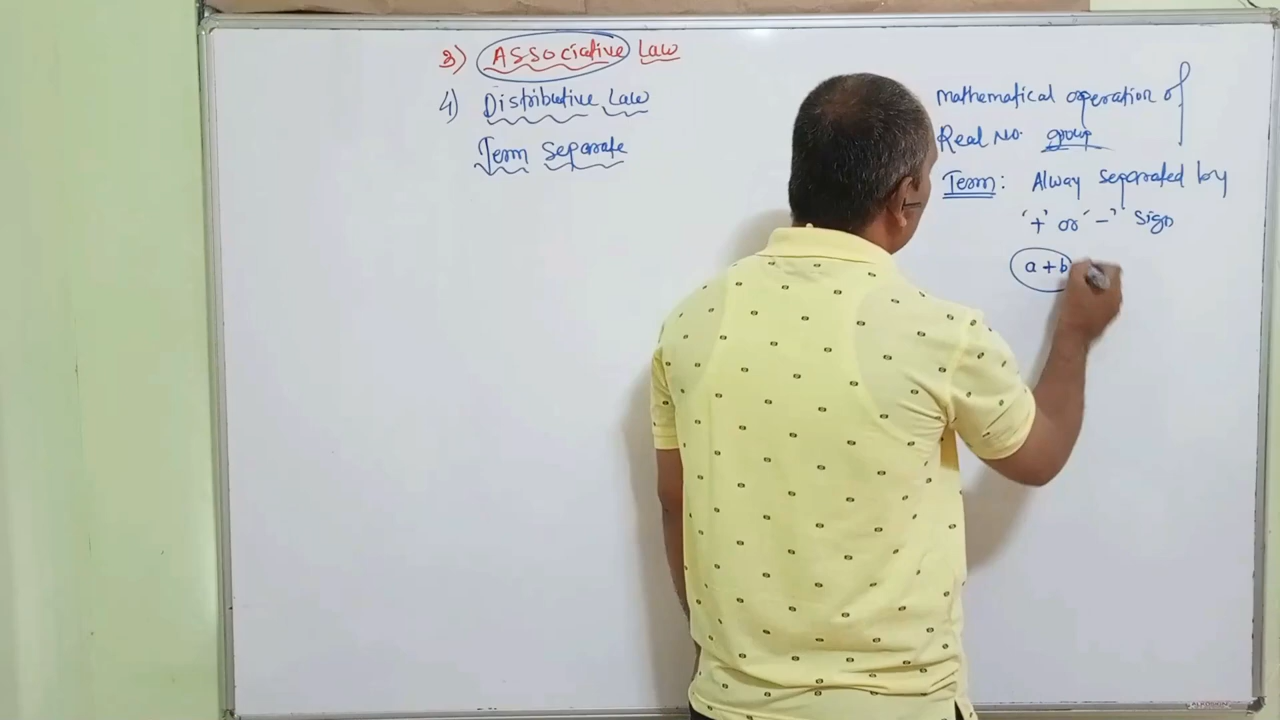 3) Associative Law
4) Distributive Law
Term Separate
Mathematical operation of
Real No. group
Term: Alway separated by
'+' or '-' sign
a+b